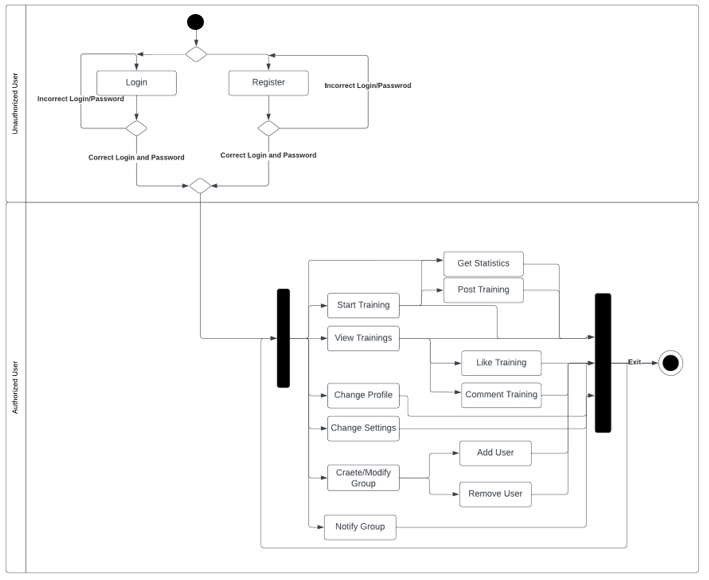 Unauthorized User
Login
Register
Incorrect Login/Password
Incorrect Login/Passwrod
Correct Login and Password
Correct Login and Password
Authorized User
Get Statistics
Post Training
Start Training
View Trainings
Like Training
Exit
Change Profile
Comment Training
Change Settings
Add User
Craete/Modify
Group
Remove User
Notify Group